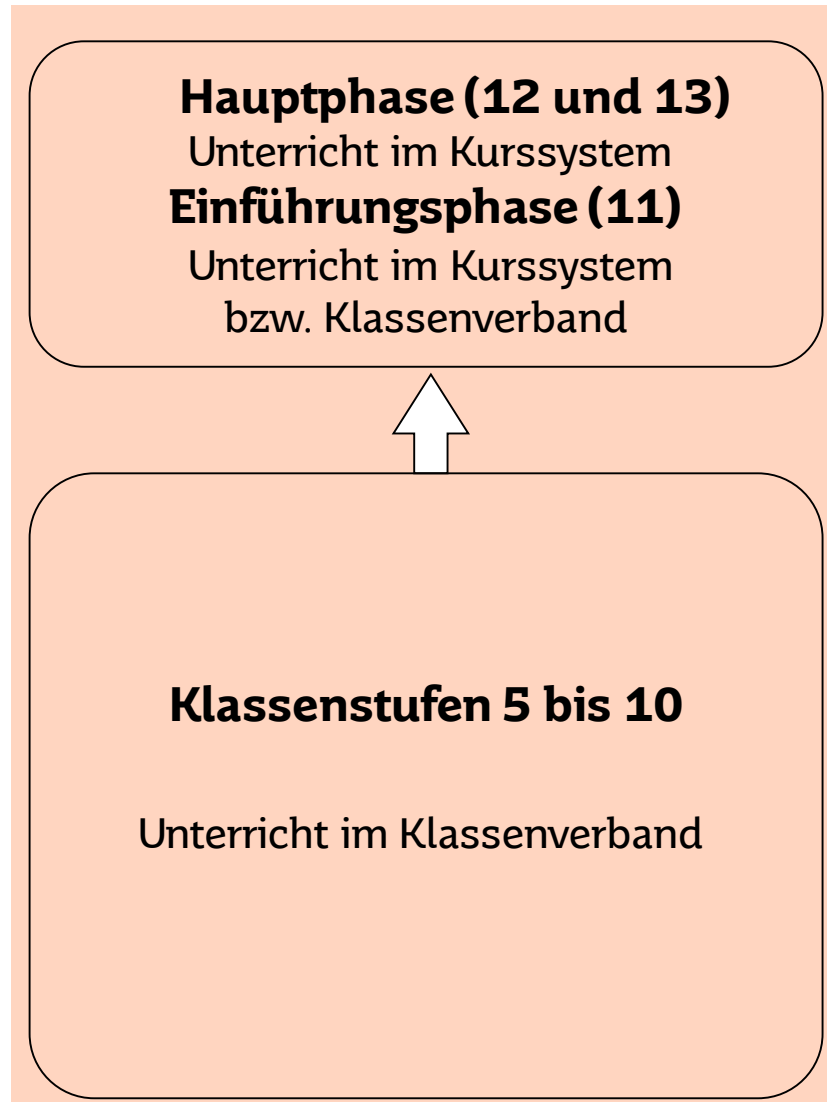 Hauptphase (12 und 13)
Unterricht im Kurssystem
Einführungsphase (11)
Unterricht im Kurssystem
bzw. Klassenverband
Klassenstufen 5 bis 10
Unterricht im Klassenverband